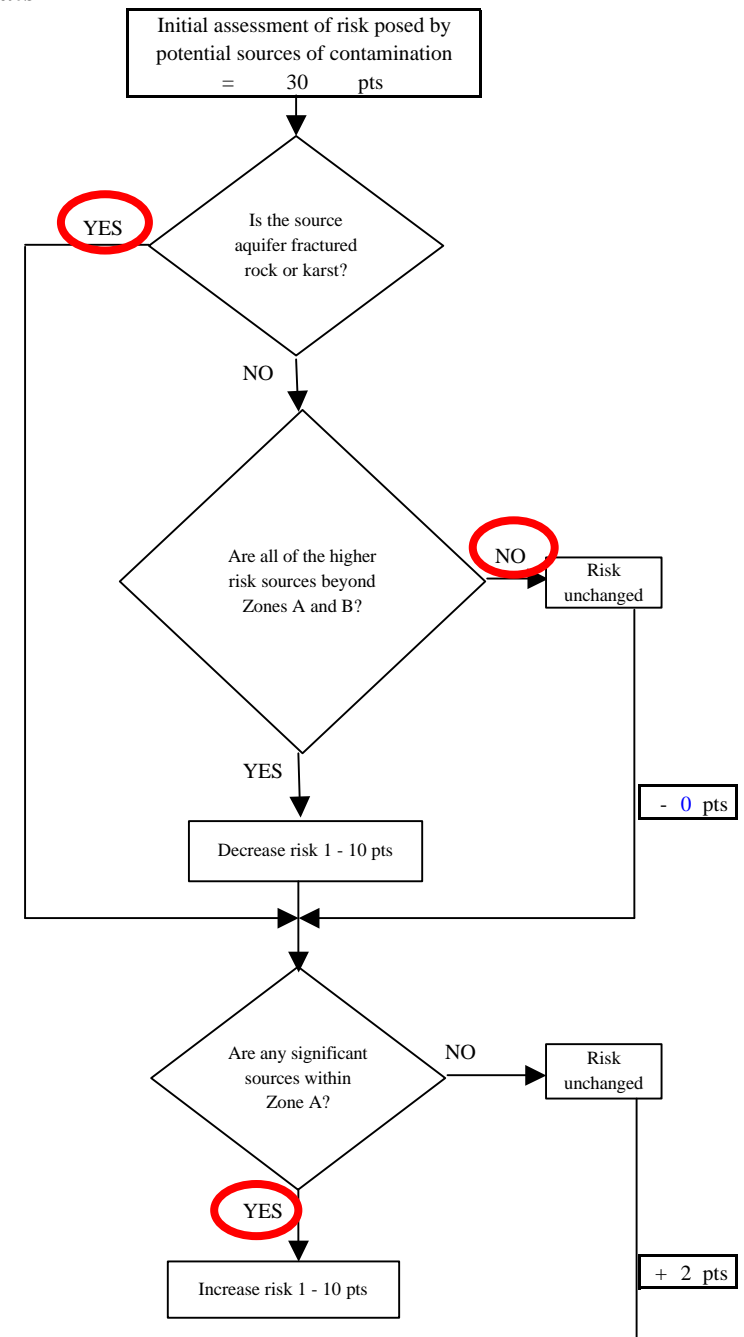 Initial assessment of risk posed by
potential sources of contamination
= 30 pts
YES
Is the source
aquifer fractured
rock or karst?
NO
Are all of the higher
risk sources beyond
Zones A and B?
NO
Risk
unchanged
YES
- 0 pts
Decrease risk 1 - 10 pts
Are any significant
sources within
Zone A?
NO
Risk
unchanged
YES
+ 2 pts
Increase risk 1 - 10 pts